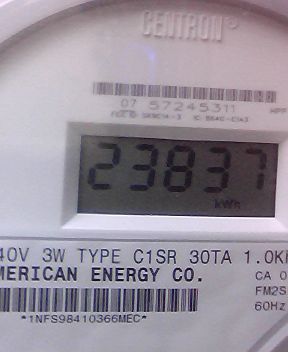 CENTRON®
07 57245311
23837
kWh
40V 3W TYPE C1SR 30TA 1.0K
MERICAN ENERGY CO.
CA 0
FM2S
60Hz
*1NFS98410366MEC*